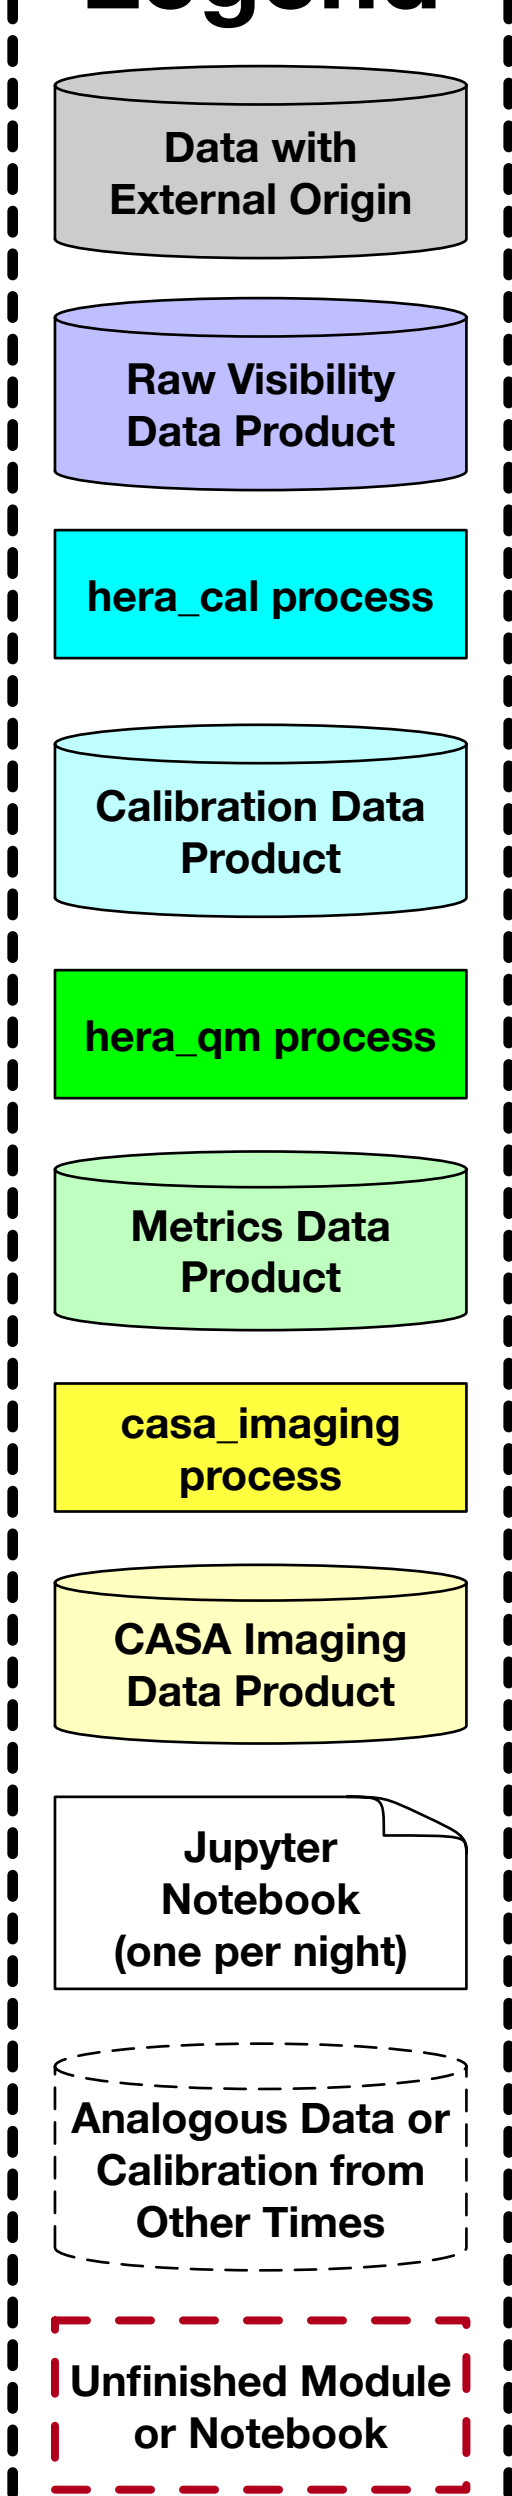 Legend
Data with
External Origin
Raw Visibility
Data Product
hera_cal process
Calibration Data
Product
hera_qm process
Metrics Data
Product
casa_imaging
process
CASA Imaging
Data Product
Jupyter
Notebook
(one per night)
Analogous Data or
Calibration from
Other Times
Unfinished Module
or Notebook